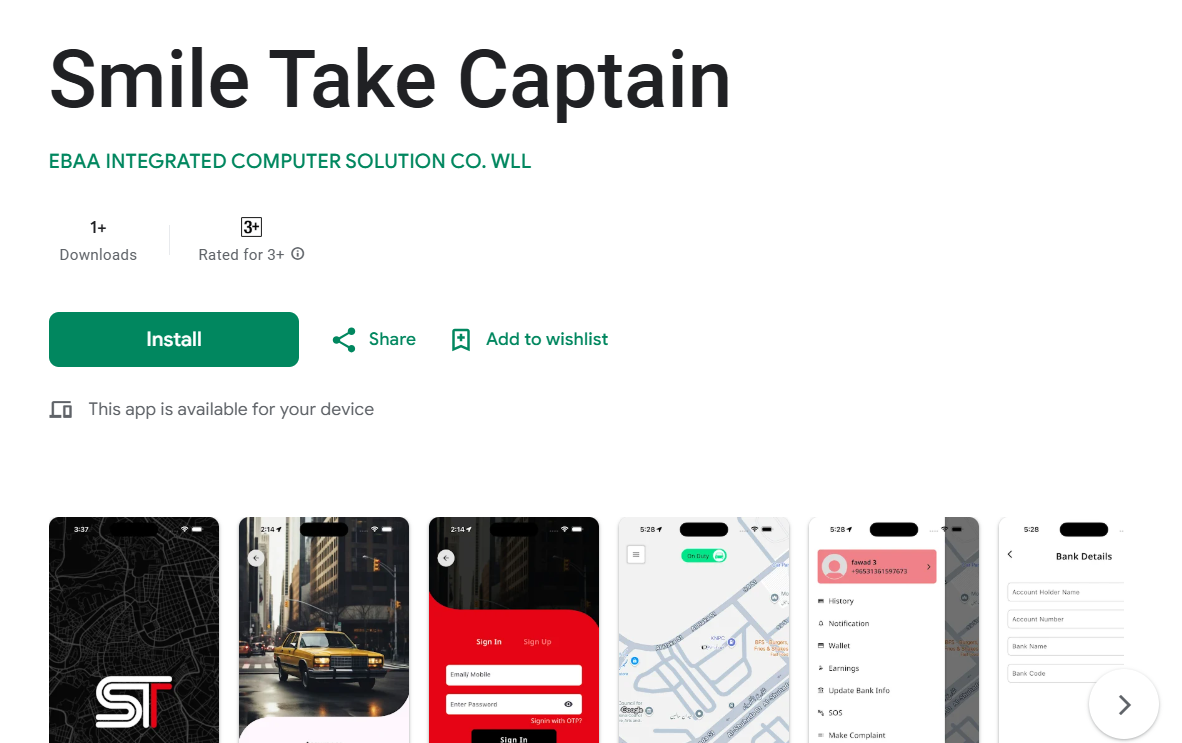 Smile Take Captain
EBAA INTEGRATED COMPUTER SOLUTION CO. WLL
1+
Downloads
3+
Rated for 3+
Install
Share
Add to wishlist
This app is available for your device
3:37
ST
2:14
2:14
Sign In Sign Up
Email/ Mobile
Enter Password
Signin with OTP?
Sign In
5:28
On Duty
KNPC
Google
5:28
fawad 3
+96531361397673
History
Notification
Wallet
Earnings
Update Bank Info
SOS
Make Complaint
5:28
Bank Details
Account Holder Name
Account Number
Bank Name
Bank Code